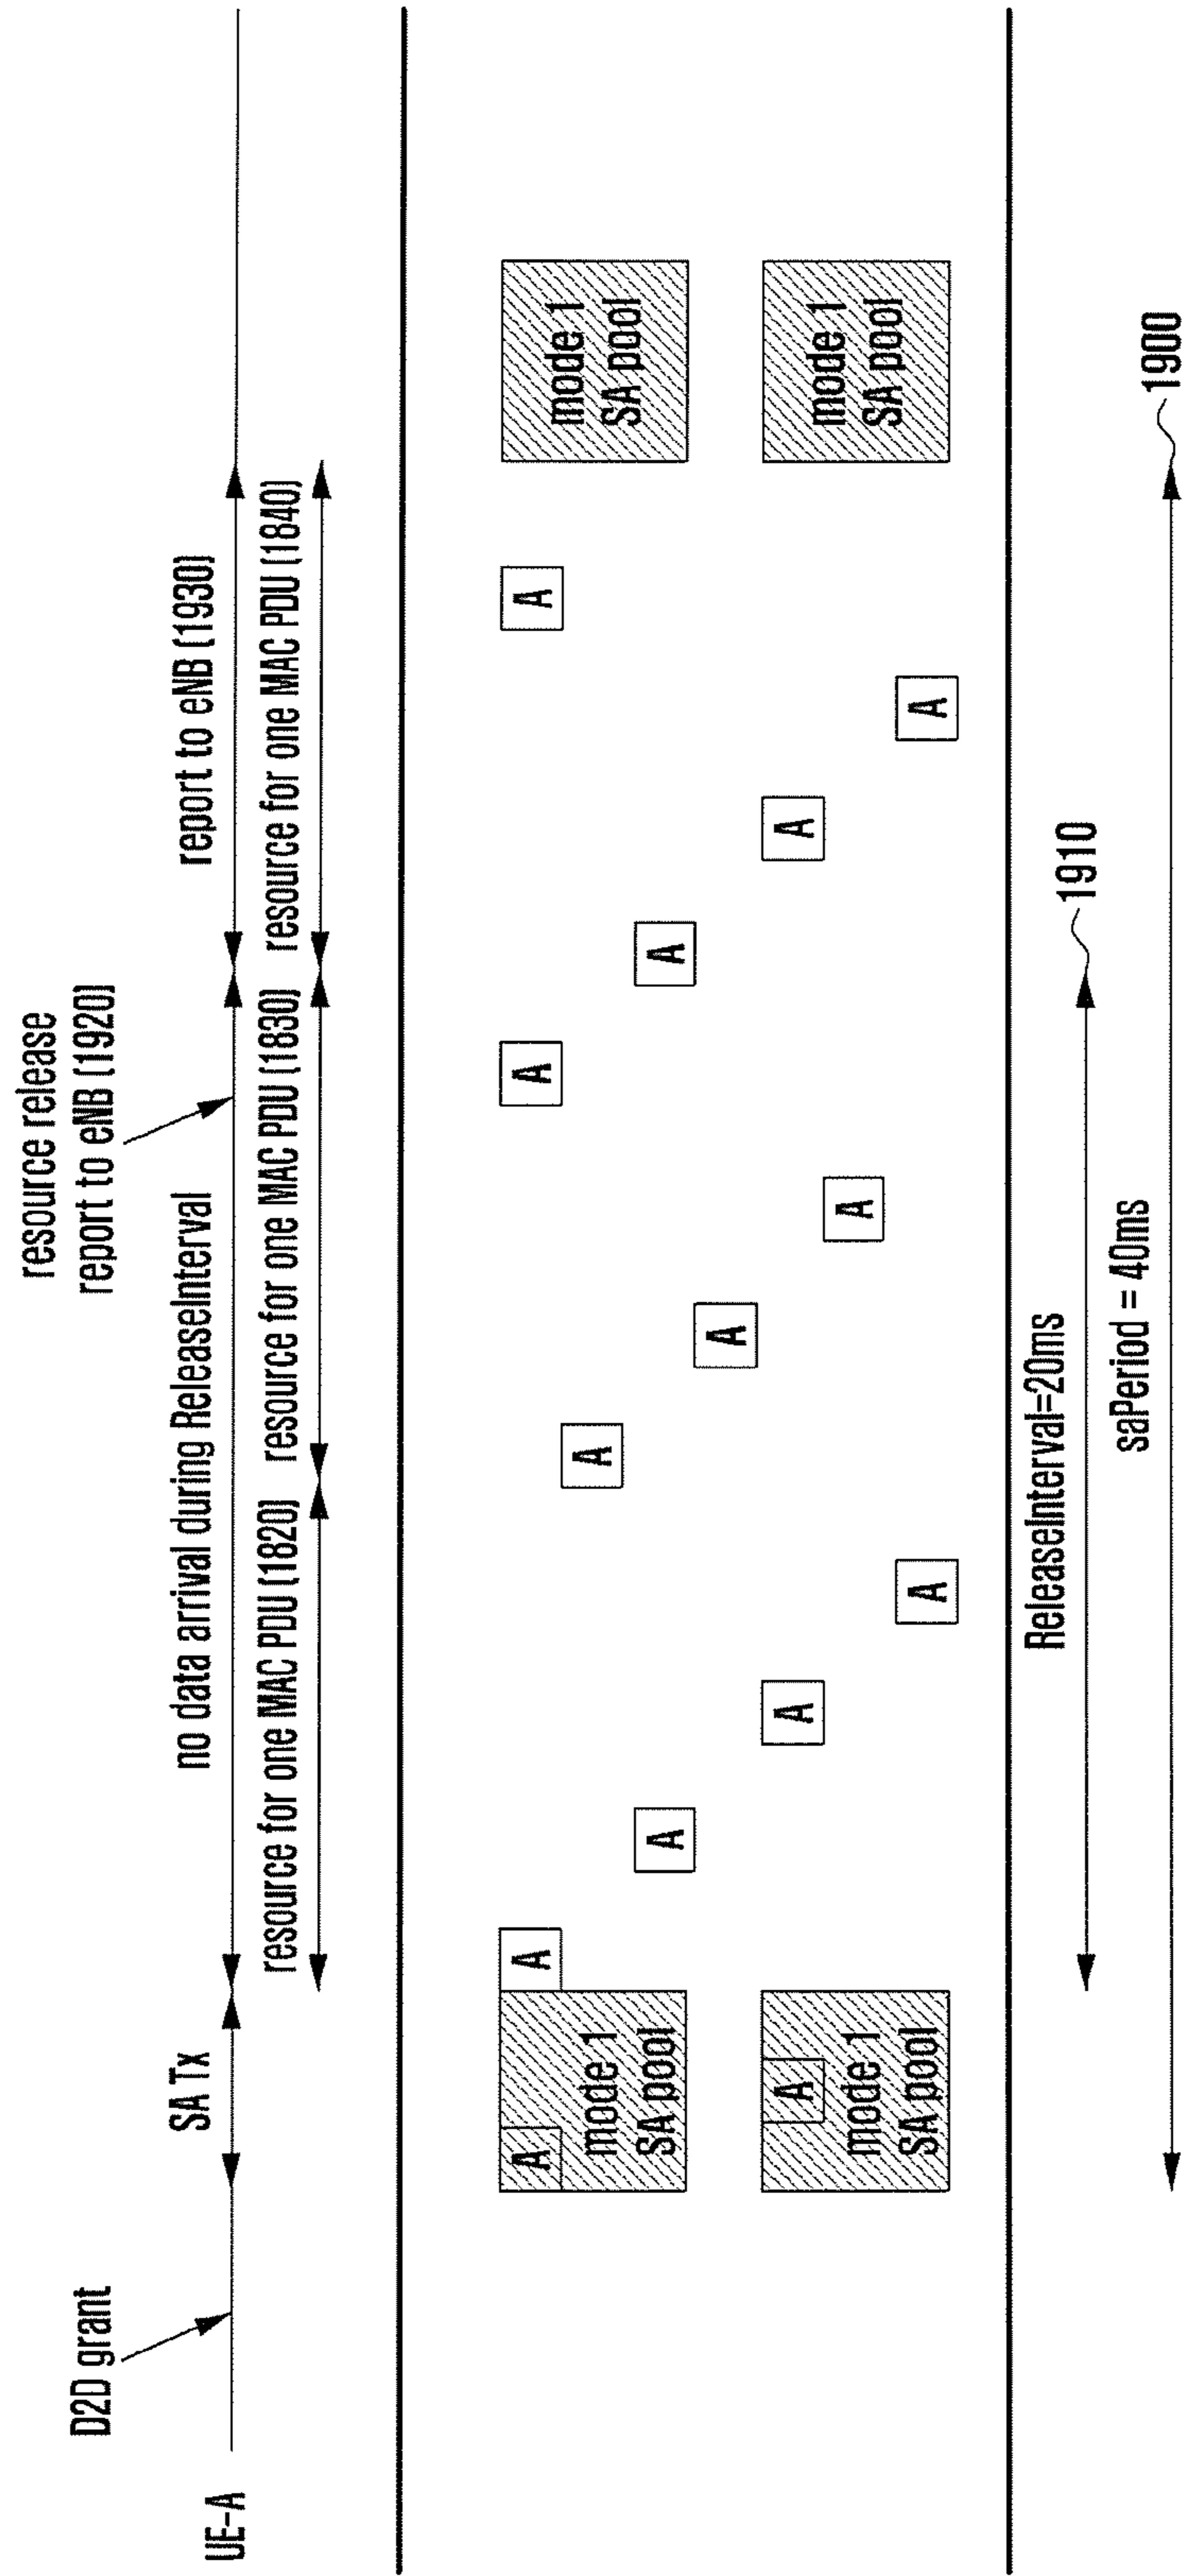 UE-A
D2D grant
SA Tx
no data arrival during ReleaseInterval
resource release
report to eNB (1920)
report to eNB (1930)
resource for one MAC PDU (1820)
resource for one MAC PDU (1830)
resource for one MAC PDU (1840)
A
mode 1
SA pool
A
A
mode 1
SA pool
A
A
A
A
A
A
A
A
A
A
A
A
mode 1
SA pool
mode 1
SA pool
ReleaseInterval=20ms
1910
saPeriod = 40ms
1900